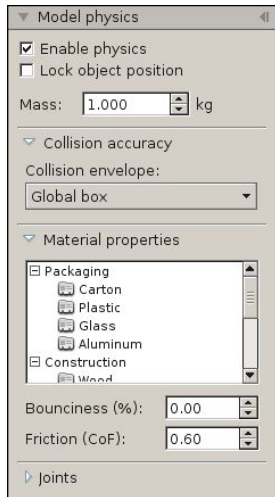 Model physics
Enable physics
Lock object position
Mass: 1.000 kg
Collision accuracy
Collision envelope:
Global box
Material properties
Packaging
Carton
Plastic
Glass
Aluminum
Construction
Wood
Bounciness (%): 0.00
Friction (CoF): 0.60
Joints